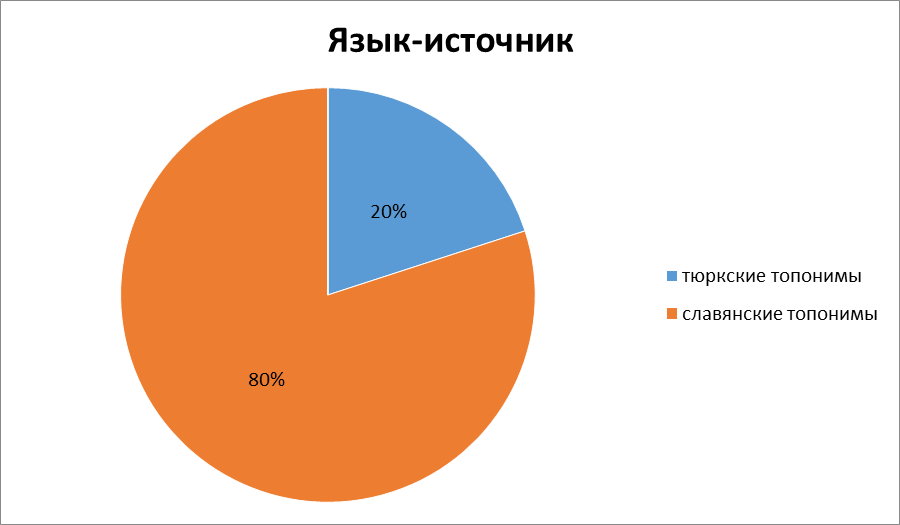 Язык-источник
20%
80%
тюркские топонимы
славянские топонимы